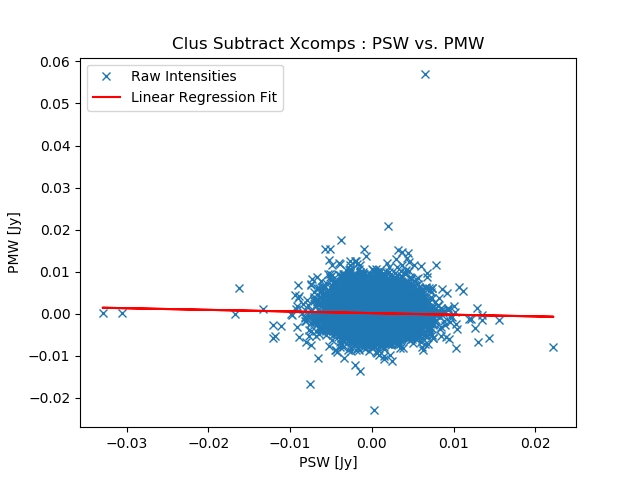 Clus Subtract Xcomps : PSW vs. PMW
Raw Intensities
Linear Regression Fit
PMW [Jy]
0.06
0.05
0.04
0.03
0.02
0.01
0.00
−0.01
−0.02
−0.03 −0.02 −0.01 0.00 0.01 0.02
PSW [Jy]